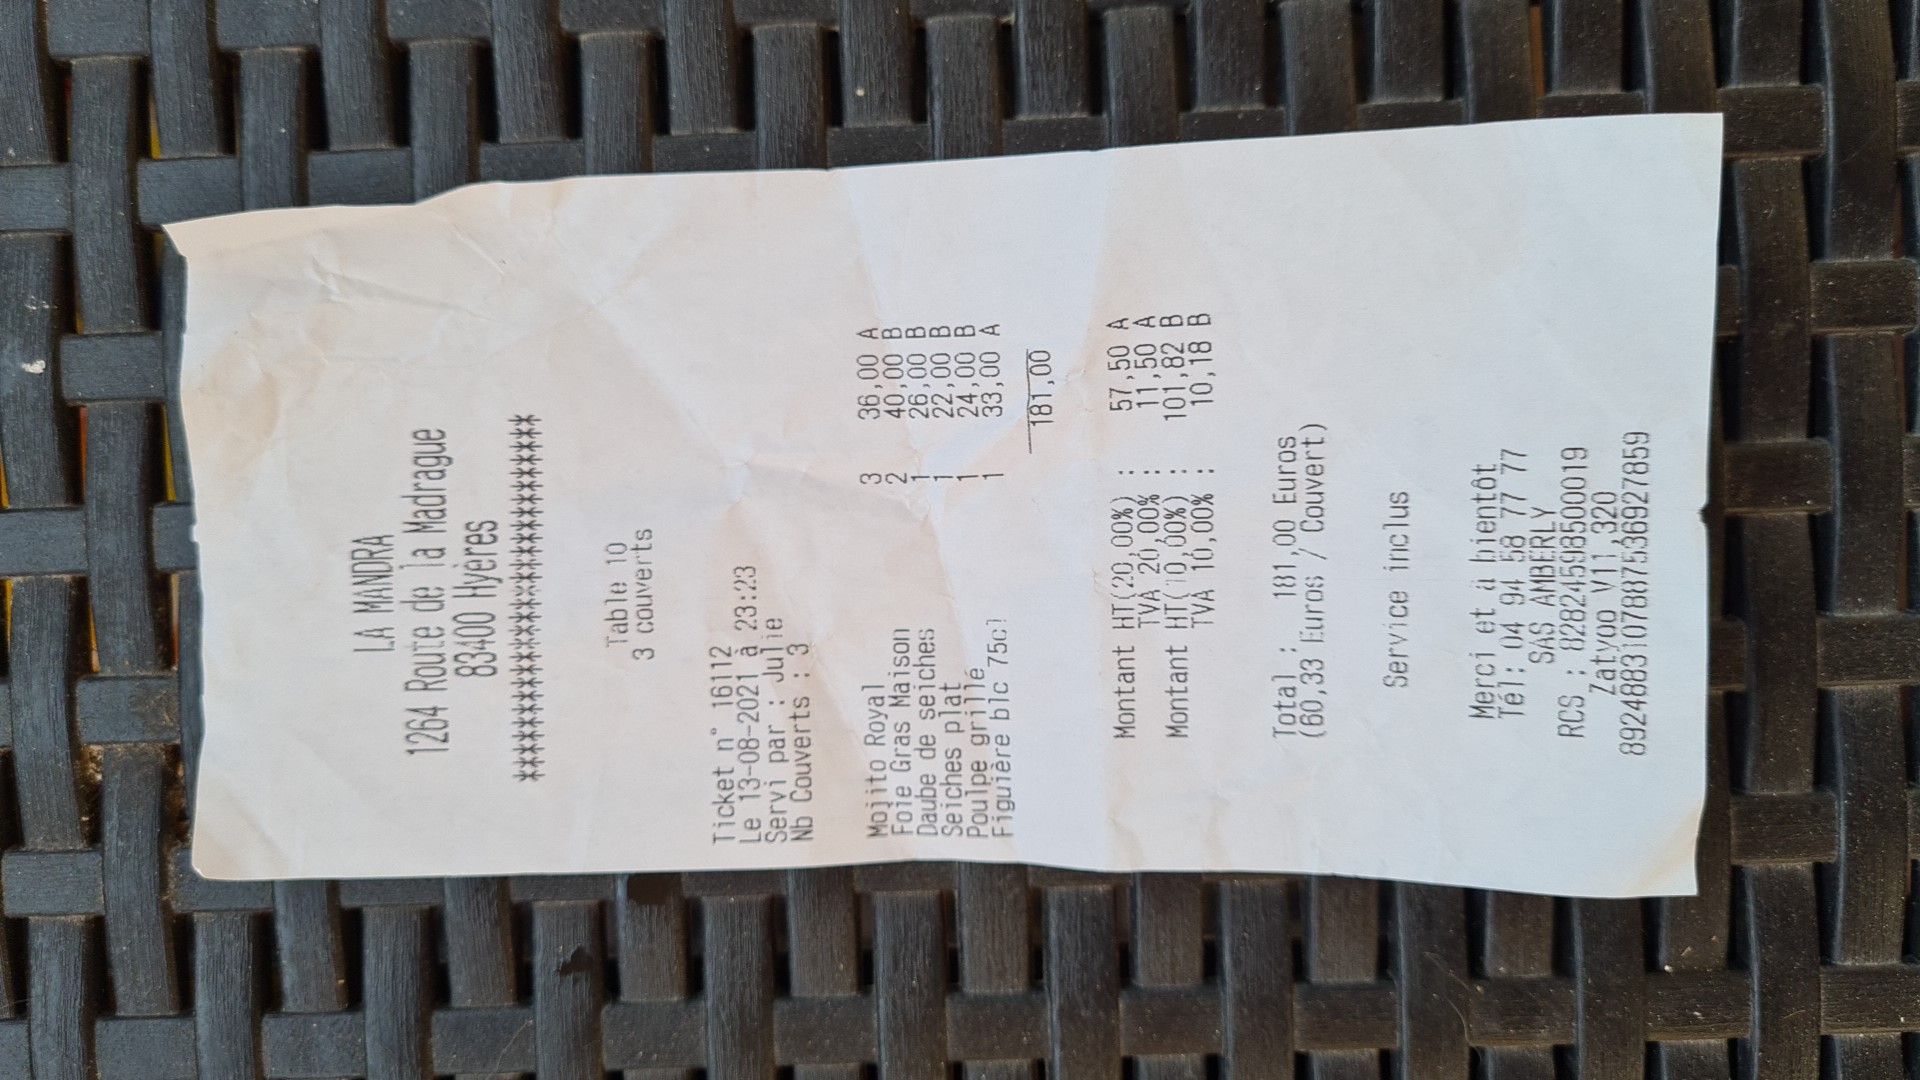 LA MANDRA
1264 Route de la Madrague
83400 Hyères
******************************
Table 10
3 couverts
Ticket n° 16112
Le 13-08-2021 à 23:23
Servi par : Julie
Nb Couverts : 3
Mojito Royal 3 36,00 A
Foie Gras Maison 2 40,00 B
Daube de seiches 1 26,00 B
Seiches plat 1 22,00 B
Poulpe grillé 1 24,00 B
Figuière blc 75cl 1 33,00 A
181,00
Montant HT(20,00%) : 57,50 A
TVA 20,00% : 11,50 A
Montant HT(10,00%) : 101,82 B
TVA 10,00% : 10,18 B
Total : 181,00 Euros
(60,33 Euros / Couvert)
Service inclus
Merci et à bientôt
Tél: 04 94 58 77 77
SAS AMBERLY
RCS : 82824598500019
Zatyoo V11,320
8924883107887536927859